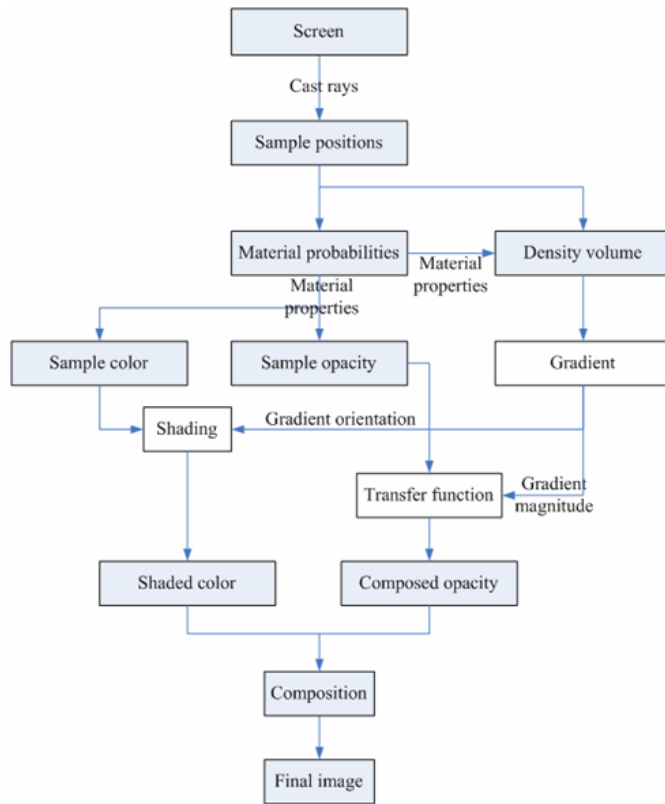 Screen
Cast rays
Sample positions
Material probabilities
Material
properties
Density volume
Material
properties
Sample color
Sample opacity
Gradient
Shading
Gradient orientation
Transfer function
Gradient
magnitude
Shaded color
Composed opacity
Composition
Final image